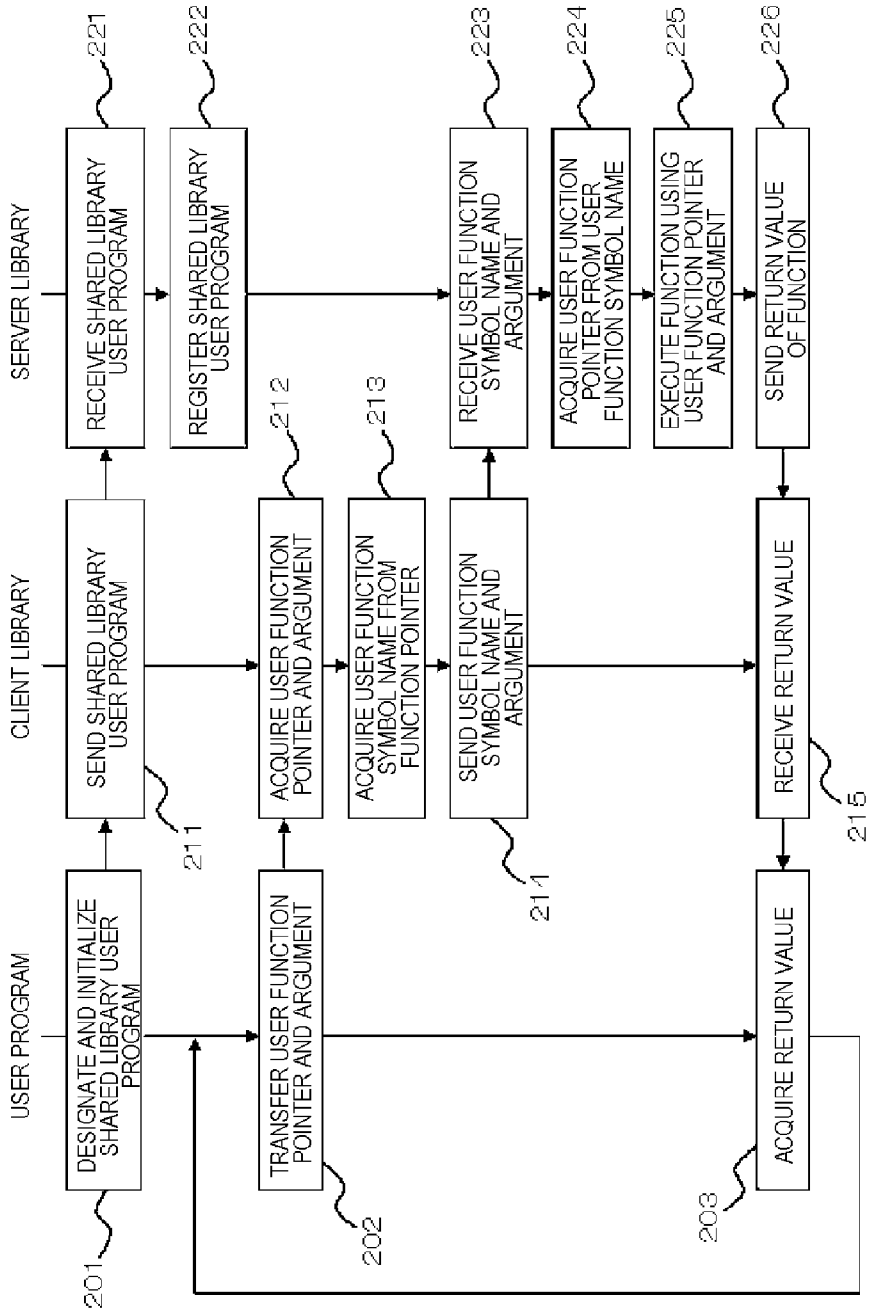 USER PROGRAM
DESIGNATE AND INITIALIZE
SHARED LIBRARY USER
PROGRAM
201
TRANSFER USER FUNCTION
POINTER AND ARGUMENT
202
ACQUIRE RETURN VALUE
203
CLIENT LIBRARY
SEND SHARED LIBRARY
USER PROGRAM
211
ACQUIRE USER FUNCTION
POINTER AND ARGUMENT
212
ACQUIRE USER FUNCTION
SYMBOL NAME FROM
FUNCTION POINTER
213
SEND USER FUNCTION
SYMBOL NAME AND
ARGUMENT
214
RECEIVE RETURN VALUE
215
SERVER LIBRARY
RECEIVE SHARED LIBRARY
USER PROGRAM
221
REGISTER SHARED LIBRARY
USER PROGRAM
222
RECEIVE USER FUNCTION
SYMBOL NAME AND
ARGUMENT
223
ACQUIRE USER FUNCTION
POINTER FROM USER
FUNCTION SYMBOL NAME
224
EXECUTE FUNCTION USING
USER FUNCTION POINTER
AND ARGUMENT
225
SEND RETURN VALUE
OF FUNCTION
226